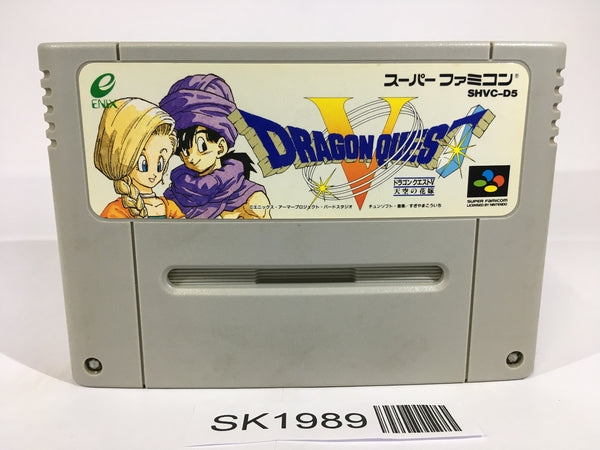 ENIX
スーパーファミコン®
SHVC-D5
DRAGON QUEST
V
ドラゴンクエストV
天空の花嫁
©エニックス・アーマープロジェクト・バードスタジオ
チュンソフト・音楽/すぎやまこういち
SUPER FAMICOM
LICENSED BY NINTENDO
SK1989